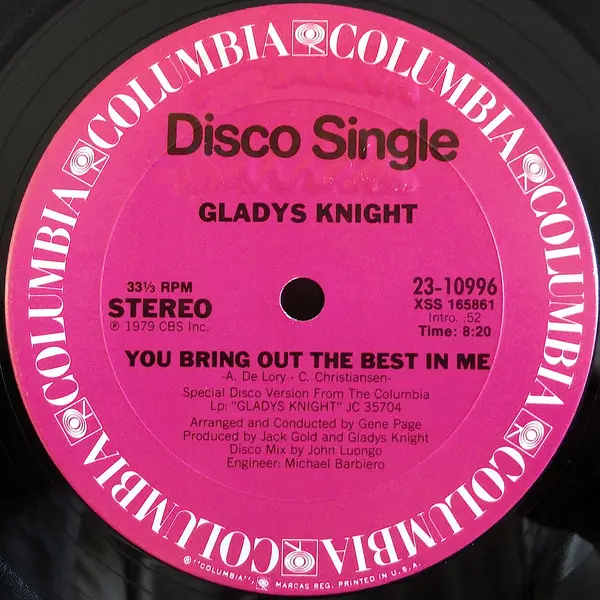 COLUMBIA COLUMBIA COLUMBIA COLUMBIA COLUMBIA COLUMBIA COLUMBIA COLUMBIA
Disco Single
GLADYS KNIGHT
33⅓ RPM
STEREO
℗ 1979 CBS Inc.
23-10996
XSS 165861
Intro. :52
Time: 8:20
YOU BRING OUT THE BEST IN ME
-A. De Lory - C. Christiansen-
Special Disco Version From The Columbia
Lp: "GLADYS KNIGHT" JC 35704
Arranged and Conducted by Gene Page
Produced by Jack Gold and Gladys Knight
Disco Mix by John Luongo
Engineer: Michael Barbiero
® "COLUMBIA", MARCAS REG. PRINTED IN U.S.A.